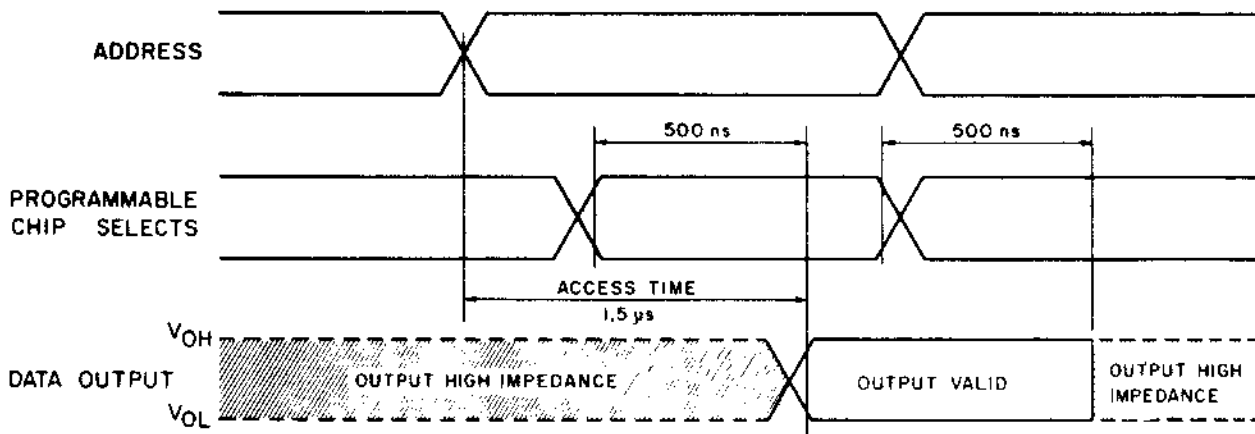 ADDRESS
500 ns
500 ns
PROGRAMMABLE
CHIP SELECTS
ACCESS TIME
1.5 µs
VOH
DATA OUTPUT
OUTPUT HIGH IMPEDANCE
OUTPUT VALID
OUTPUT HIGH
IMPEDANCE
VOL